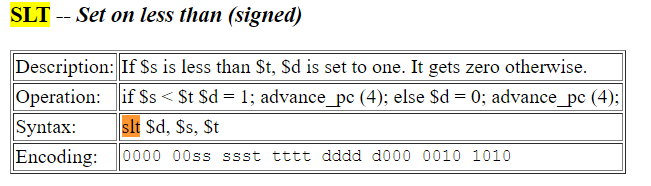 SLT -- Set on less than (signed)
Description: If $s is less than $t, $d is set to one. It gets zero otherwise.
Operation: if $s < $t $d = 1; advance_pc (4); else $d = 0; advance_pc (4);
Syntax: slt $d, $s, $t
Encoding: 0000 00ss ssst tttt dddd d000 0010 1010